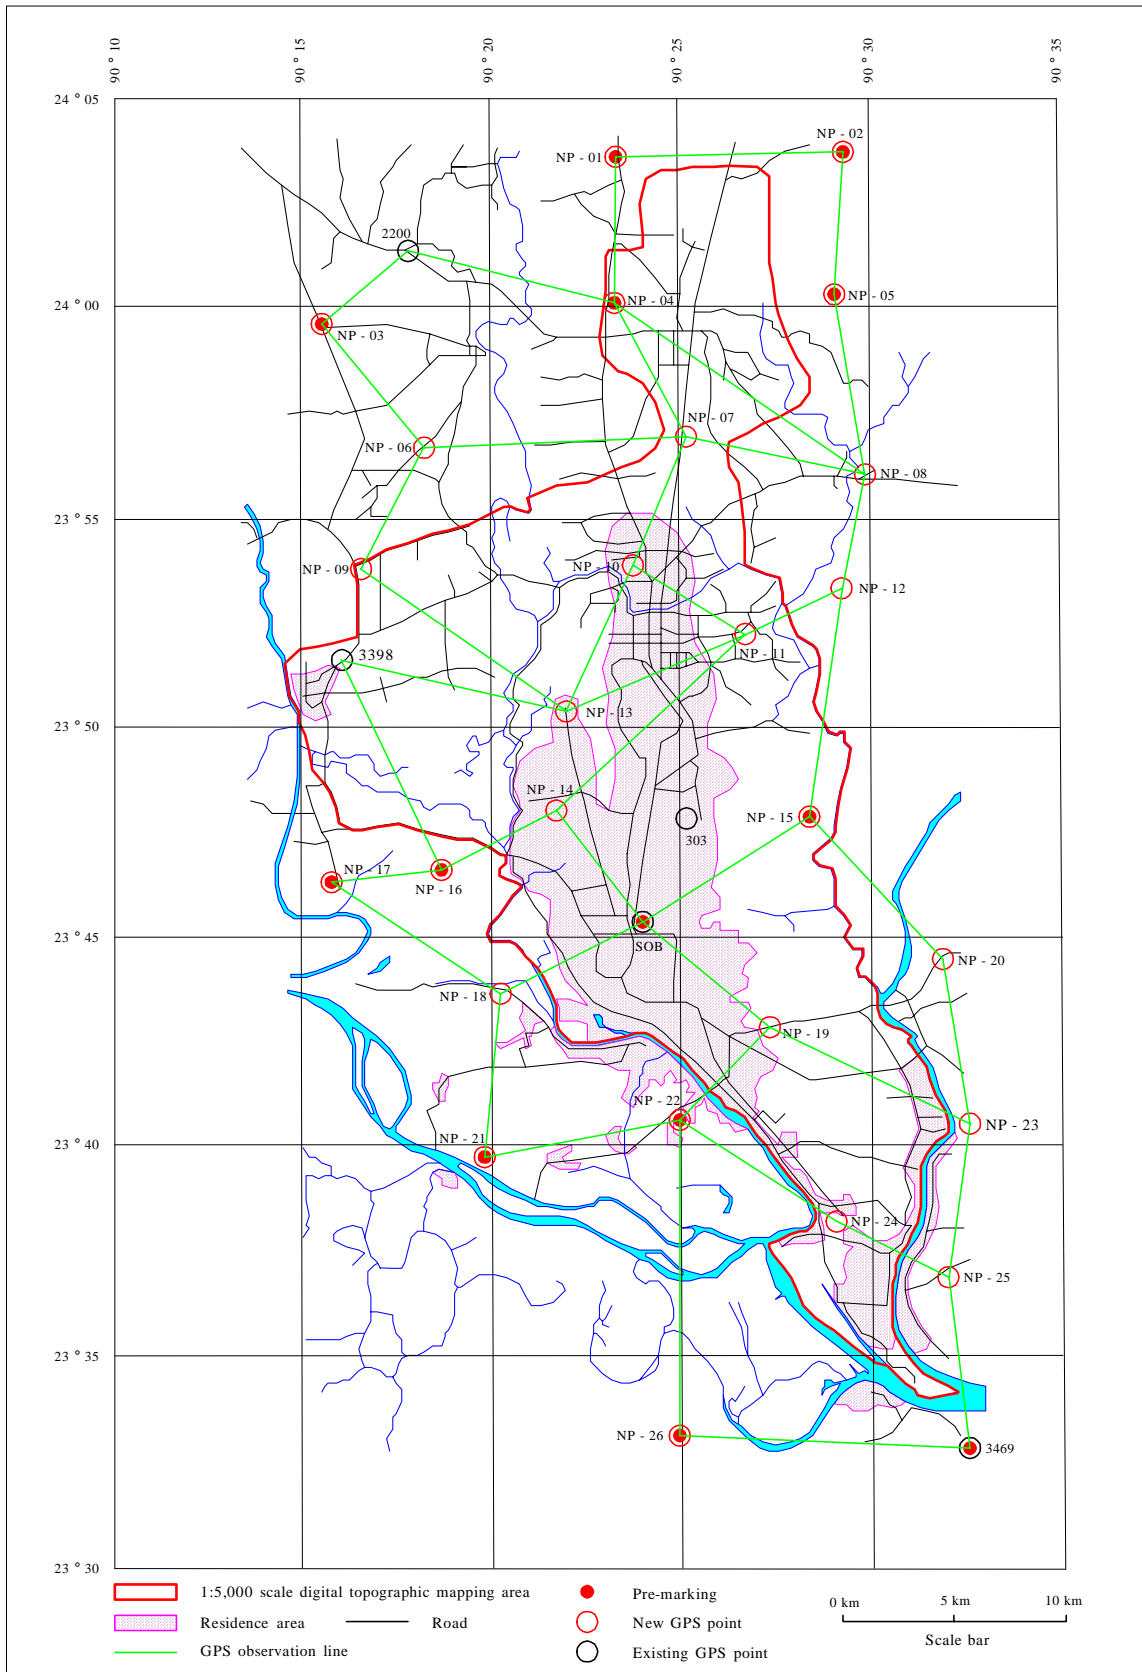 90 ° 10
90 ° 15
90 ° 20
90 ° 25
90 ° 30
90 ° 35
24 ° 05
NP - 01
NP - 02
2200
NP - 05
NP - 04
24 ° 00
NP - 03
NP - 07
NP - 06
NP - 08
23 ° 55
NP - 10
NP - 09
NP - 12
NP - 11
3398
NP - 13
23 ° 50
NP - 14
NP - 15
303
NP - 17
NP - 16
23 ° 45
SOB
NP - 20
NP - 18
NP - 19
NP - 22
NP - 23
NP - 21
23 ° 40
NP - 24
NP - 25
23 ° 35
NP - 26
3469
23 ° 30
1:5,000 scale digital topographic mapping area
Residence area
Road
GPS observation line
Pre-marking
New GPS point
Existing GPS point
0 km
5 km
10 km
Scale bar